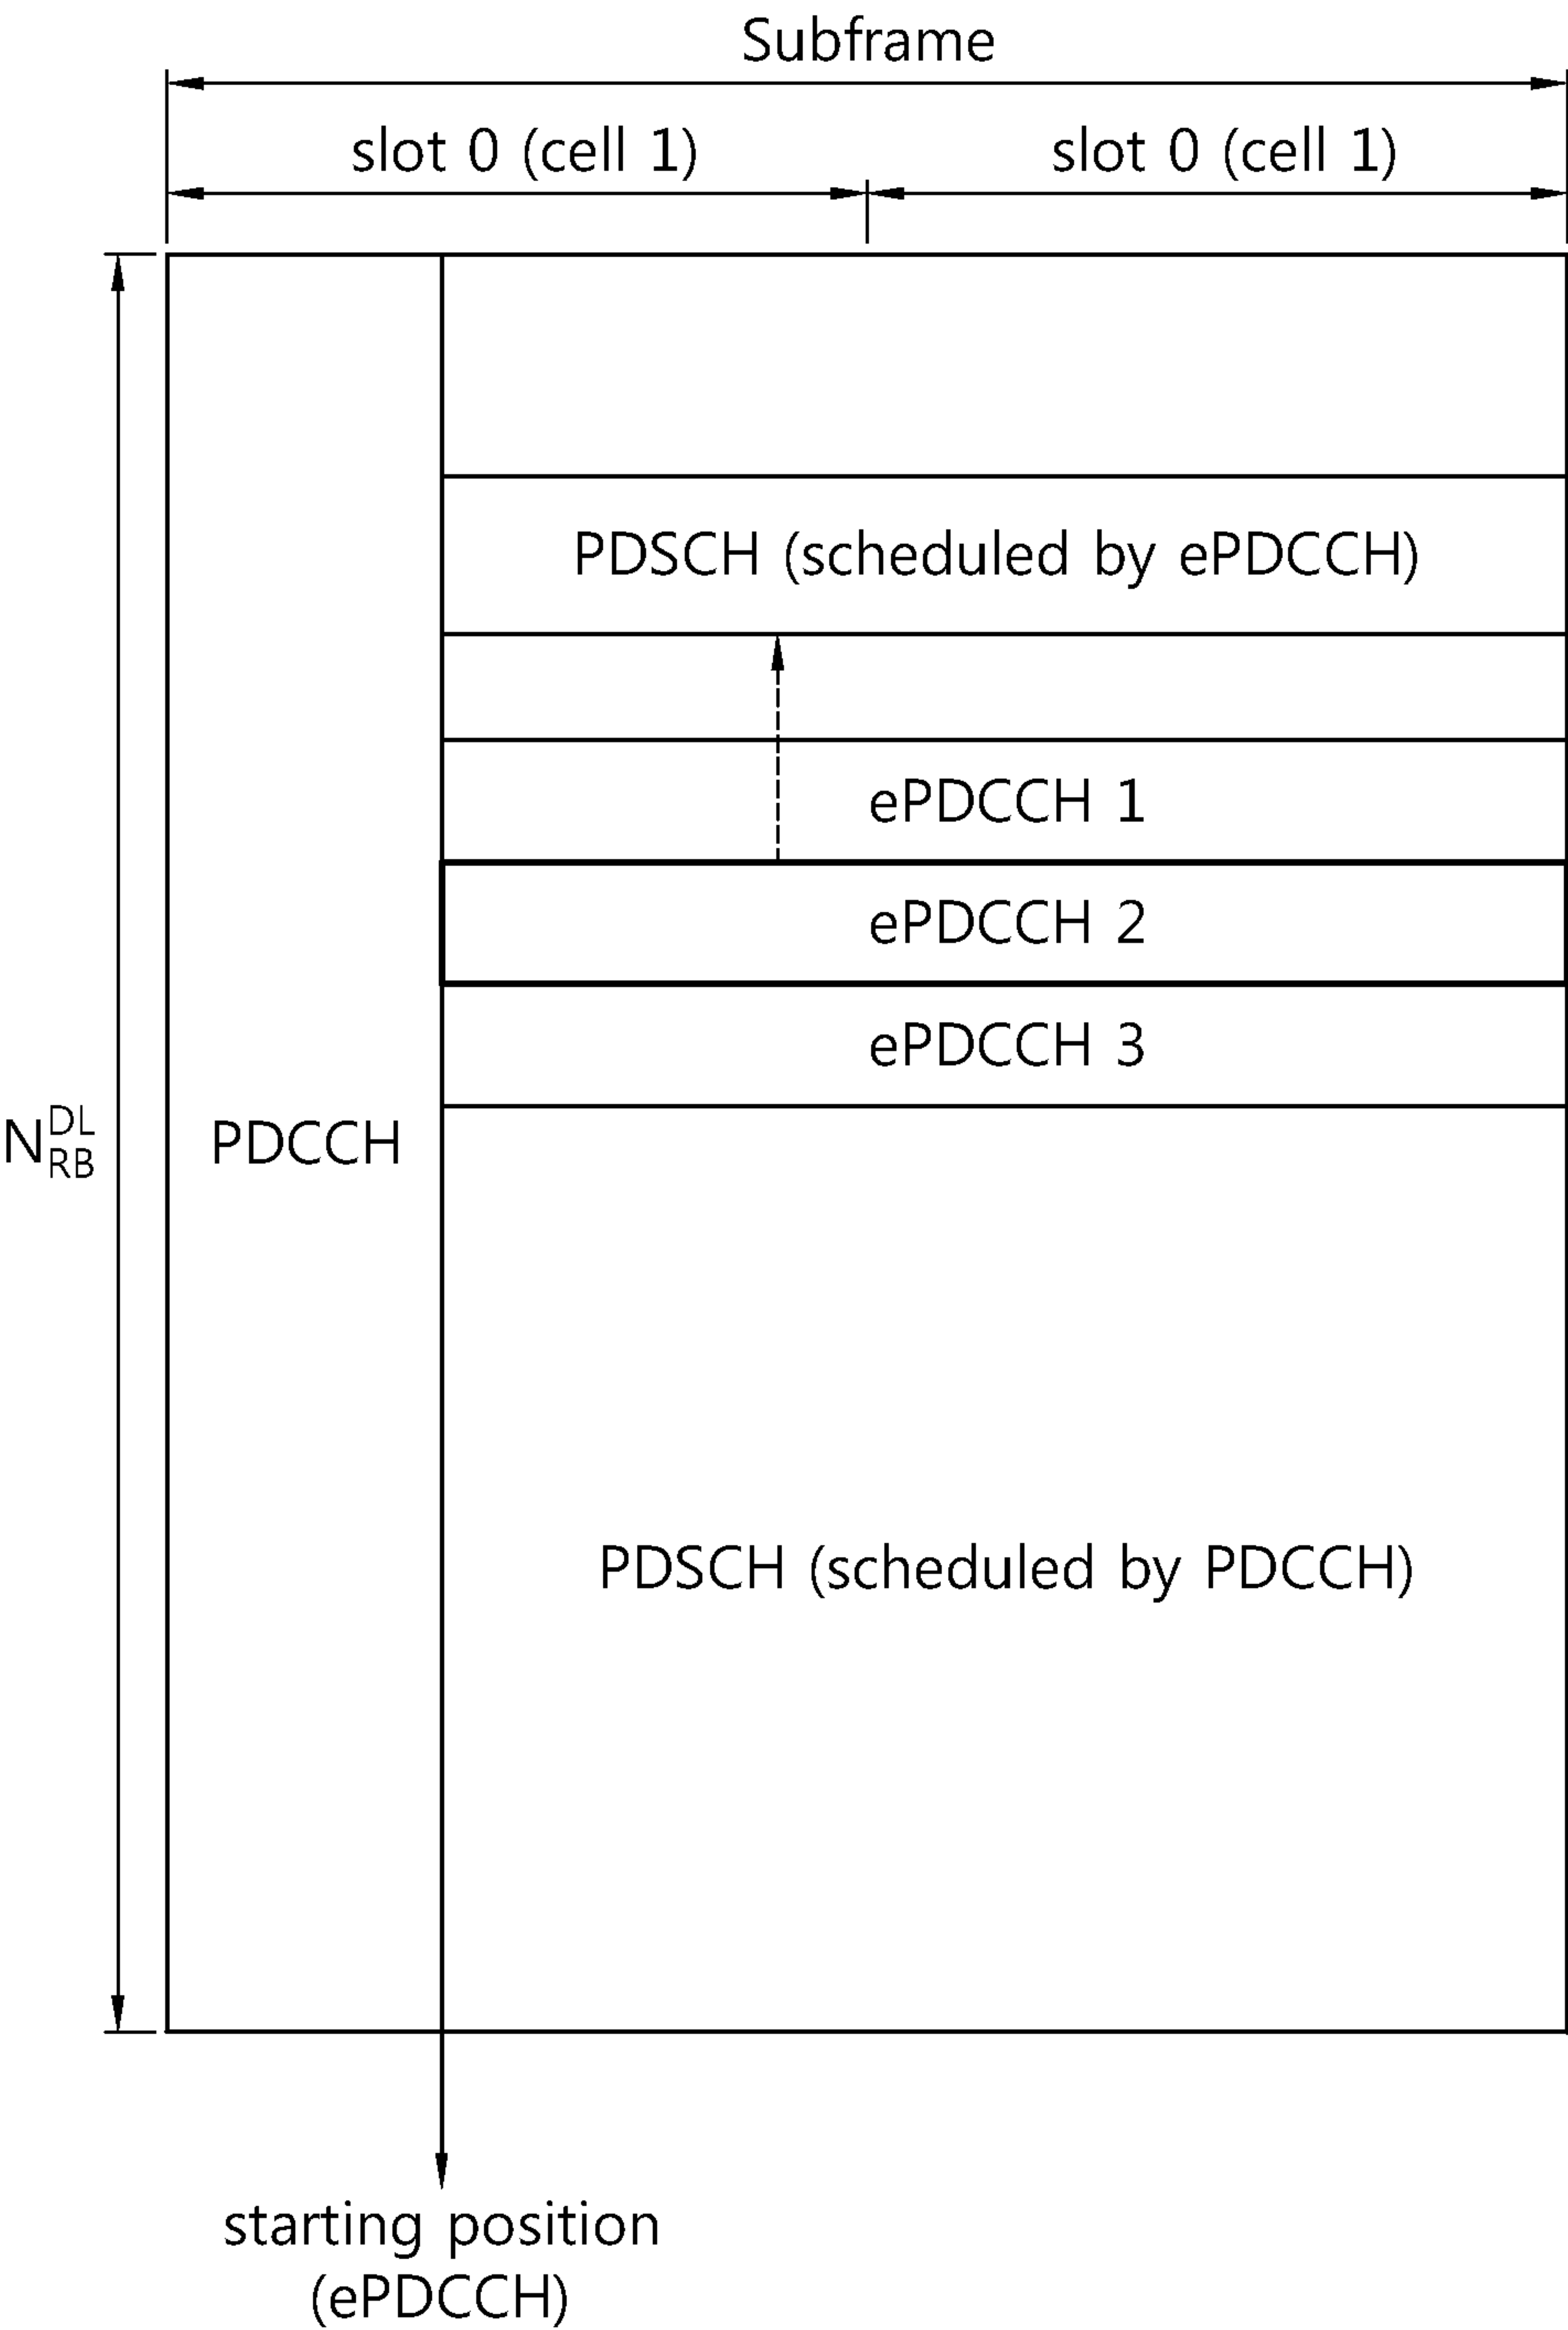 Subframe
slot 0 (cell 1) slot 0 (cell 1)
PDSCH (scheduled by ePDCCH)
ePDCCH 1
ePDCCH 2
ePDCCH 3
N DL RB
PDCCH
PDSCH (scheduled by PDCCH)
starting position
(ePDCCH)